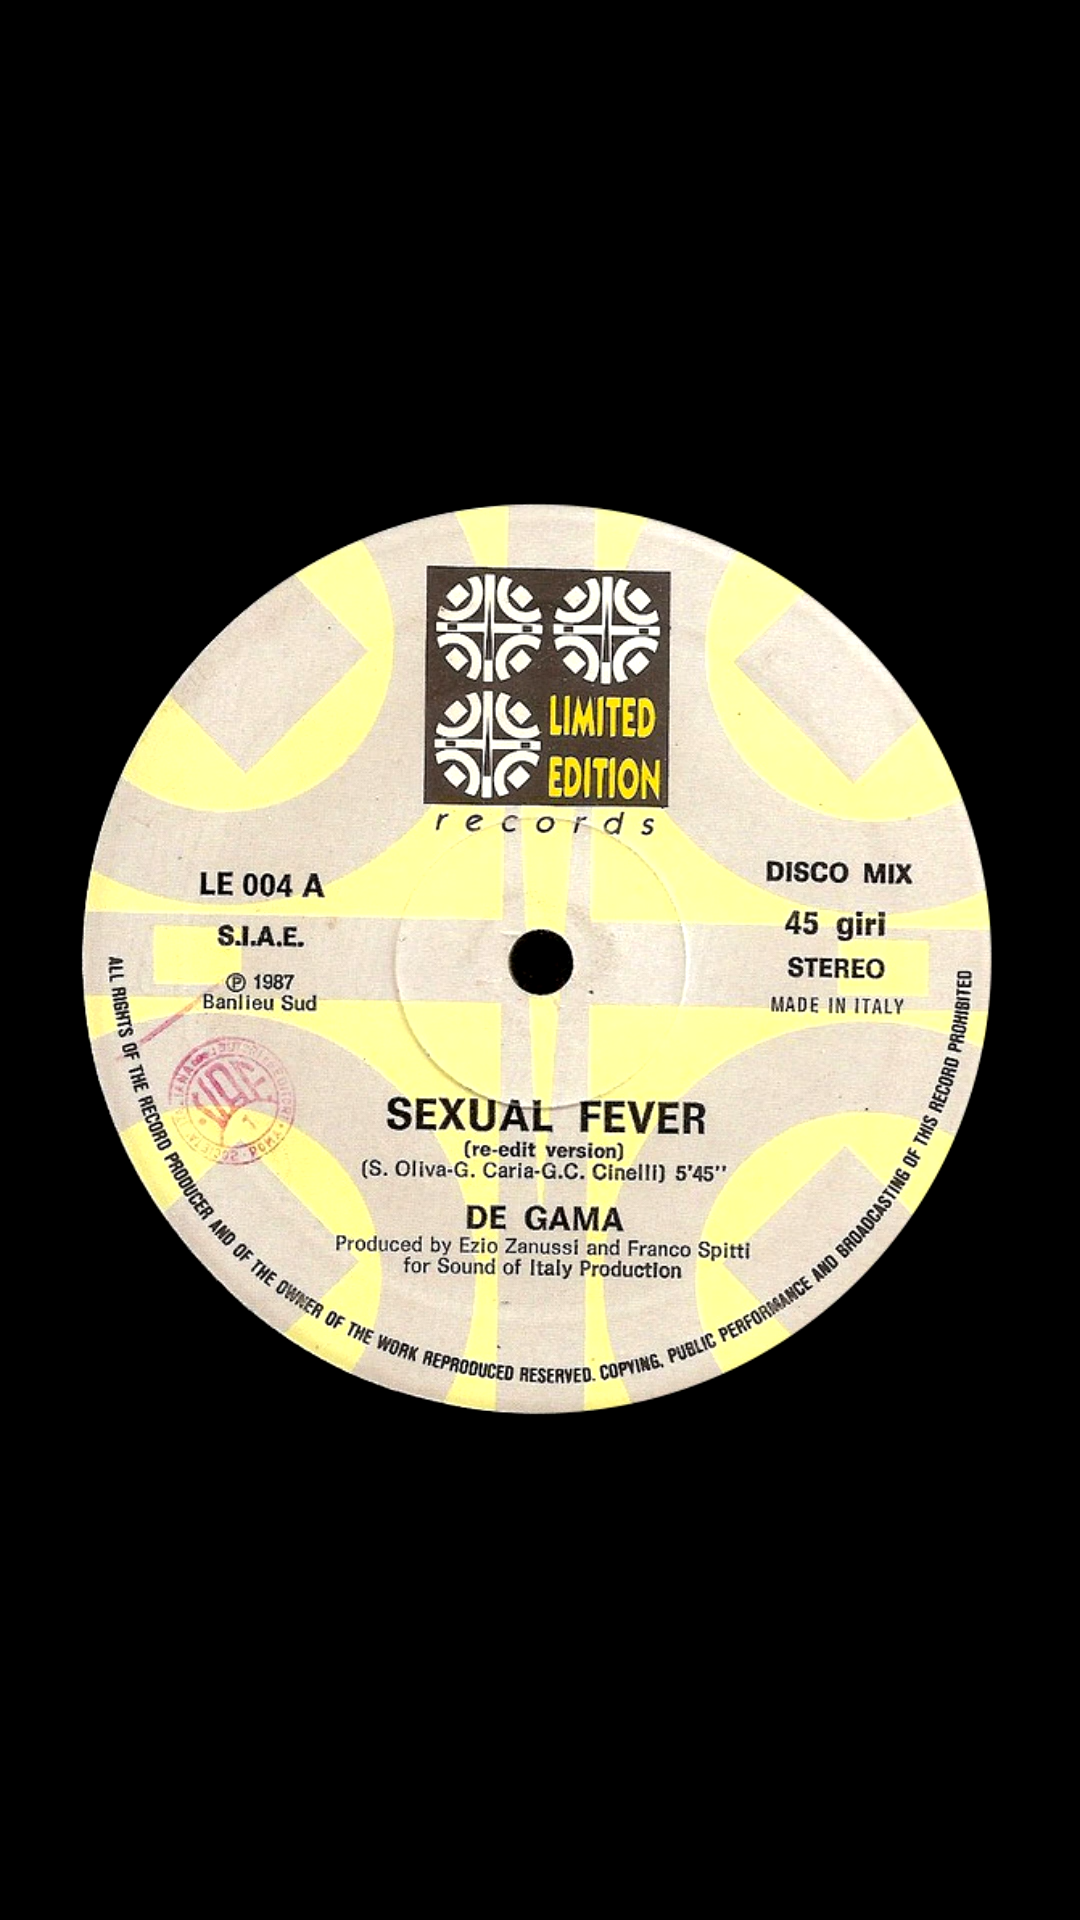 LIMITED
EDITION
records
LE 004 A
S.I.A.E.
Ⓟ 1987
Banlieu Sud
DISCO MIX
45 giri
STEREO
MADE IN ITALY
SEXUAL FEVER
(re-edit version)
(S. Oliva-G. Caria-G.C. Cinelli) 5'45''
DE GAMA
Produced by Ezio Zanussi and Franco Spitti
for Sound of Italy Production
ALL RIGHTS OF THE RECORD PRODUCER AND OF THE OWNER OF THE WORK REPRODUCED RESERVED. COPYING, PUBLIC PERFORMANCE AND BROADCASTING OF THIS RECORD PROHIBITED